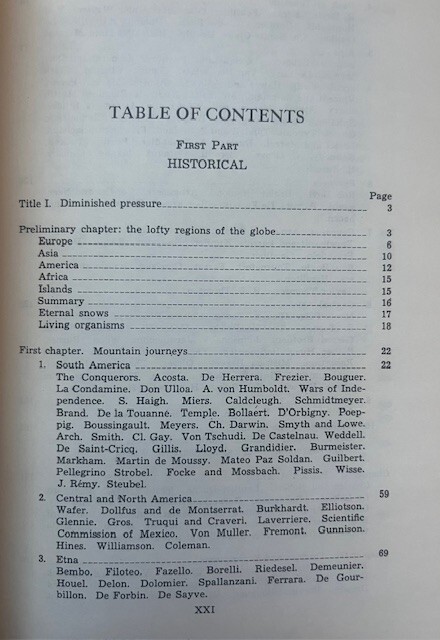 TABLE OF CONTENTS
FIRST PART
HISTORICAL
Page
Title I. Diminished pressure 3
Preliminary chapter: the lofty regions of the globe 3
Europe 6
Asia 10
America 12
Africa 15
Islands 15
Summary 16
Eternal snows 17
Living organisms 18
First chapter. Mountain journeys 22
1. South America 22
The Conquerors. Acosta. De Herrera. Frezier. Bouguer.
La Condamine. Don Ulloa. A. von Humboldt. Wars of Inde-
pendence. S. Haigh. Miers. Caldcleugh. Schmidtmeyer.
Brand. De la Touanne. Temple. Bollaert. D'Orbigny. Poep-
pig. Boussingault. Meyers. Ch. Darwin. Smyth and Lowe.
Arch. Smith. Cl. Gay. Von Tschudi. De Castelnau. Weddell.
De Saint-Cricq. Gillis. Lloyd. Grandidier. Burmeister.
Markham. Martin de Moussy. Mateo Paz Soldan. Guilbert.
Pellegrino Strobel. Focke and Mossbach. Pissis. Wisse.
J. Rémy. Steubel.
2. Central and North America 59
Wafer. Dollfus and de Montserrat. Burkhardt. Elliotson.
Glennie. Gros. Truqui and Craveri. Laverriere. Scientific
Commission of Mexico. Von Muller. Fremont. Gunnison.
Hines. Williamson. Coleman.
3. Etna 69
Bembo. Filoteo. Fazello. Borelli. Riedesel. Demeunier.
Houel. Delon. Dolomier. Spallanzani. Ferrara. De Gour-
billon. De Forbin. De Sayve.
XXI